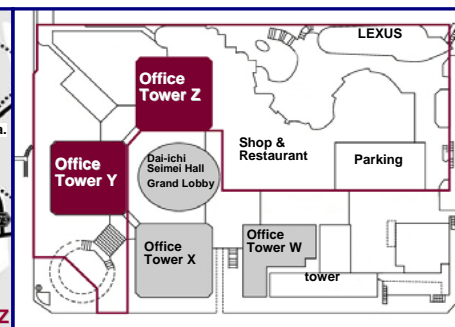 LEXUS
Office
Tower Z
a.
Shop &
Restaurant
Dai-ichi
Seimei Hall
Grand Lobby
Parking
Office
Tower Y
Office
Tower X
Office
Tower W
tower
Z